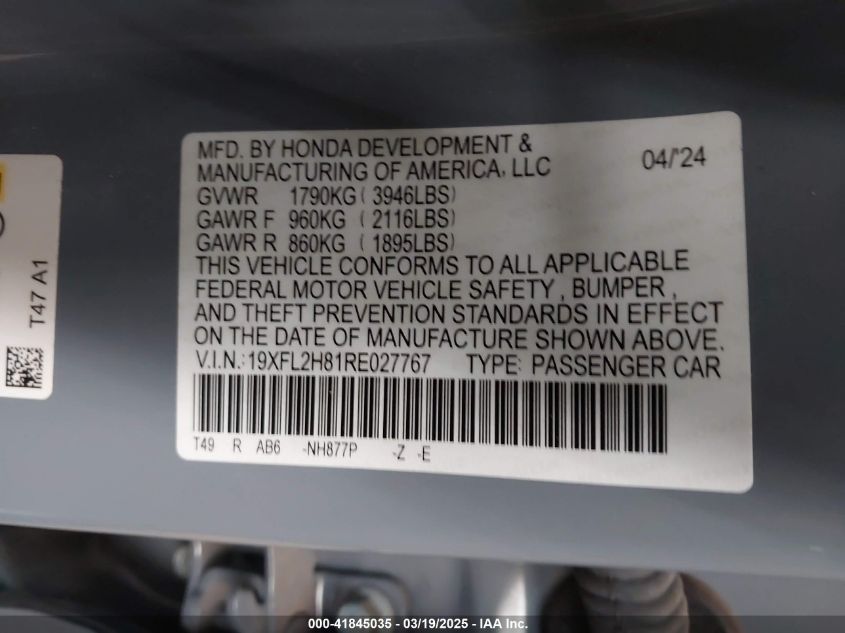 MFD. BY HONDA DEVELOPMENT &
MANUFACTURING OF AMERICA, LLC 04/'24
GVWR 1790KG ( 3946LBS)
GAWR F 960KG ( 2116LBS)
GAWR R 860KG ( 1895LBS)
THIS VEHICLE CONFORMS TO ALL APPLICABLE
FEDERAL MOTOR VEHICLE SAFETY , BUMPER ,
AND THEFT PREVENTION STANDARDS IN EFFECT
ON THE DATE OF MANUFACTURE SHOWN ABOVE.
V.I.N.: 19XFL2H81RE027767 TYPE: PASSENGER CAR
T49 R AB6 -NH877P -Z -E
T47 A1
000-41845035 - 03/19/2025 - IAA Inc.